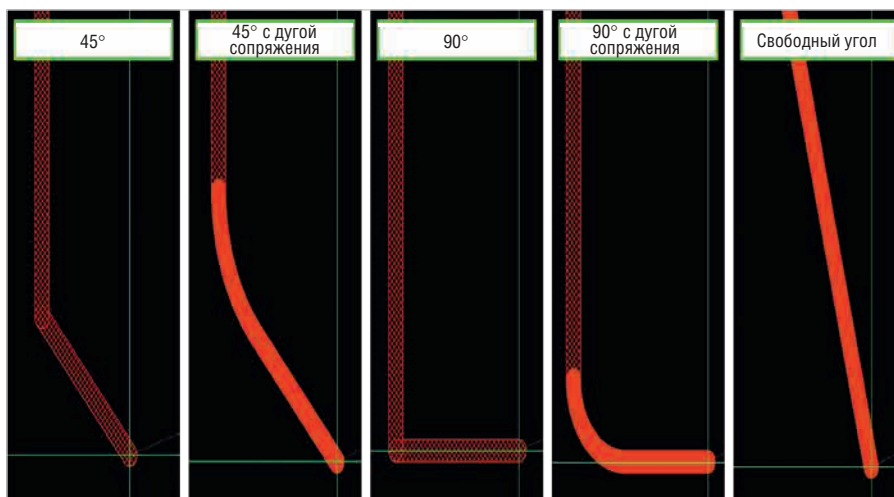 45°
45° с дугой
сопряжения
90°
90° с дугой
сопряжения
Свободный угол